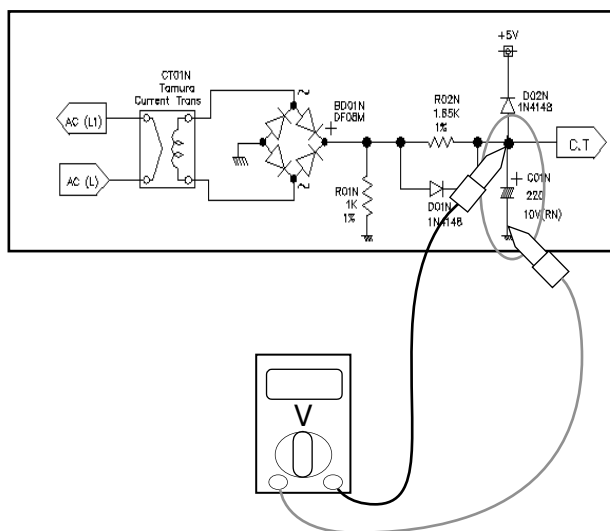 +5V
CT01N
Tamura
Current Trans
AC (L1)
AC (L)
~
BD01N
DF08M
+
~
R02N
1.85K
1%
D02N
1N4148
C.T
R01N
1K
1%
D01N
1N4148
+
C01N
220
10V(RN)
V